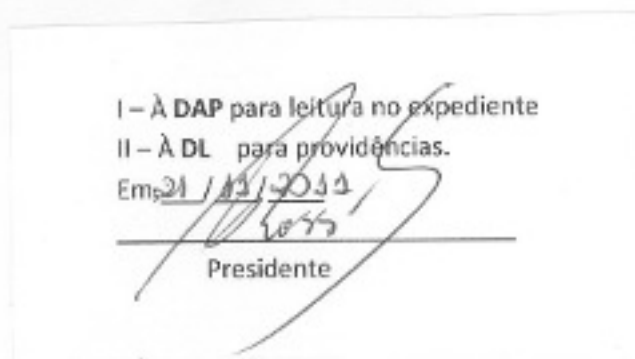 I – À DAP para leitura no expediente
II – À DL para providências.
Em, 21 / 11 / 2011
Presidente